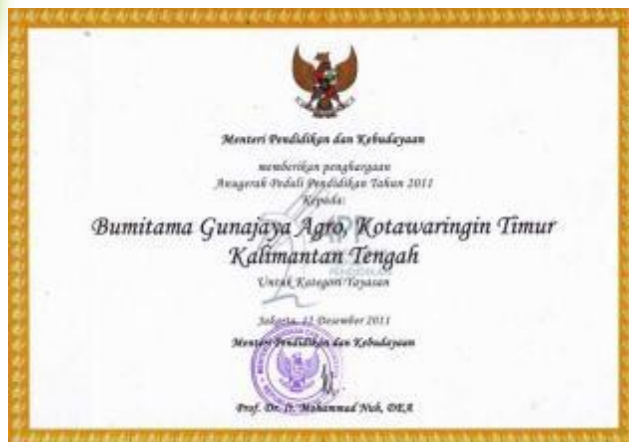 Menteri Pendidikan dan Kebudayaan
memberikan penghargaan
Anugerah Peduli Pendidikan Tahun 2011
Kepada:
Bumitama Gunajaya Agro, Kotawaringin Timur
Kalimantan Tengah
Untuk Kategori Yayasan
Jakarta, 12 Desember 2011
Menteri Pendidikan dan Kebudayaan
Prof. Dr. Ir. Mohammad Nuh, DEA